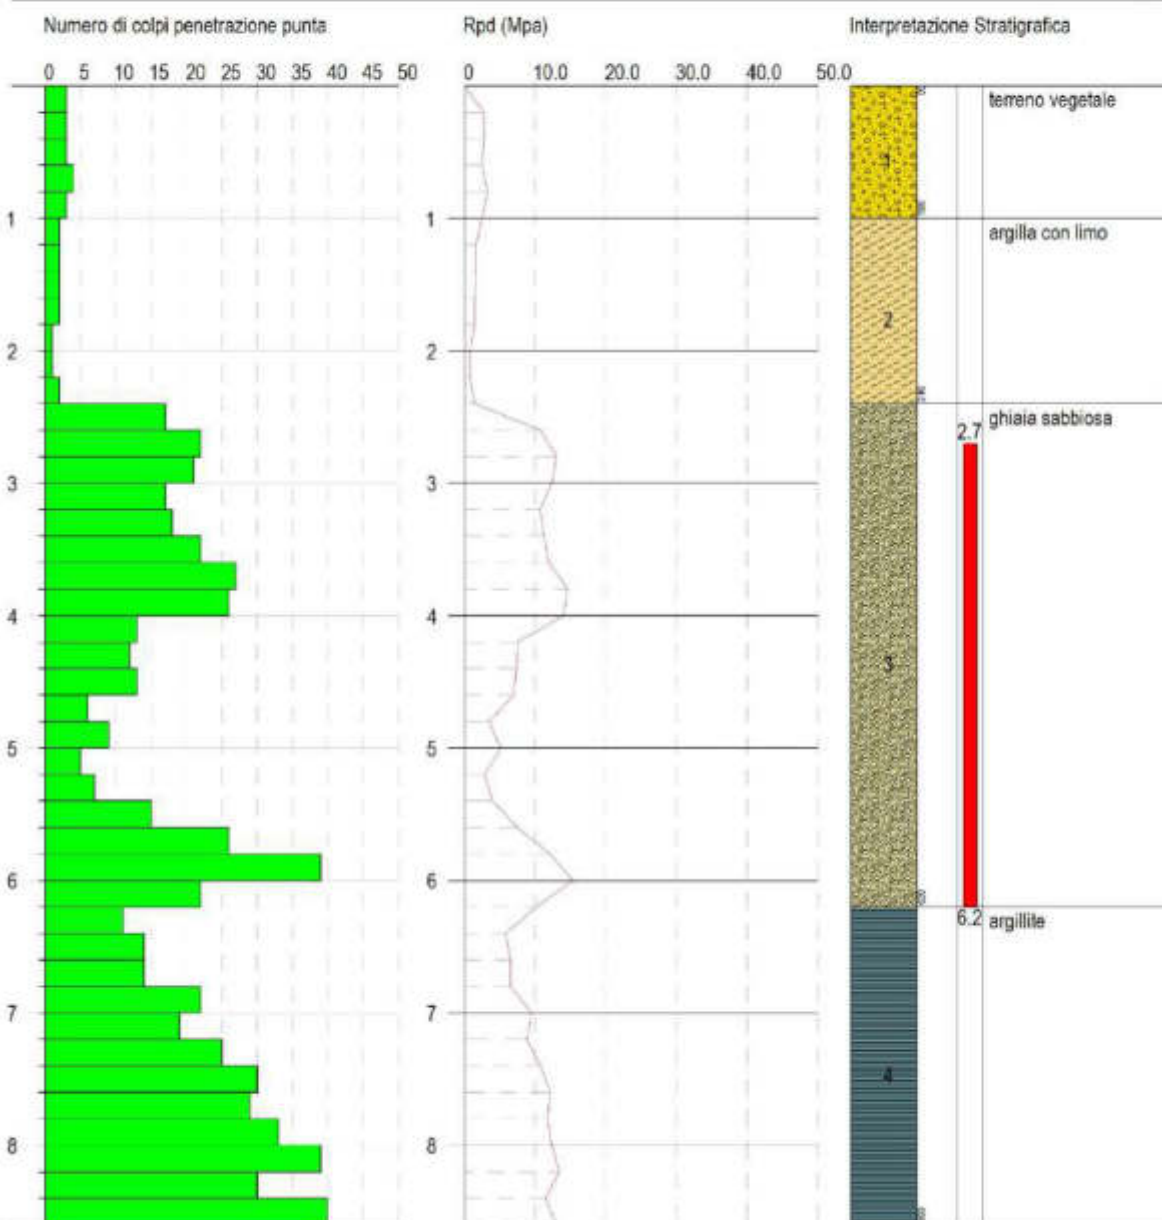 Numero di colpi penetrazione punta
Rpd (Mpa)
Interpretazione Stratigrafica
0 5 10 15 20 25 30 35 40 45 50
0 10.0 20.0 30.0 40.0 50.0
terreno vegetale
1
1
1
argilla con limo
2
2
2
ghiaia sabbiosa
2.7
3
3
4
4
3
5
5
6
6
6.2
argillite
7
7
4
8
8